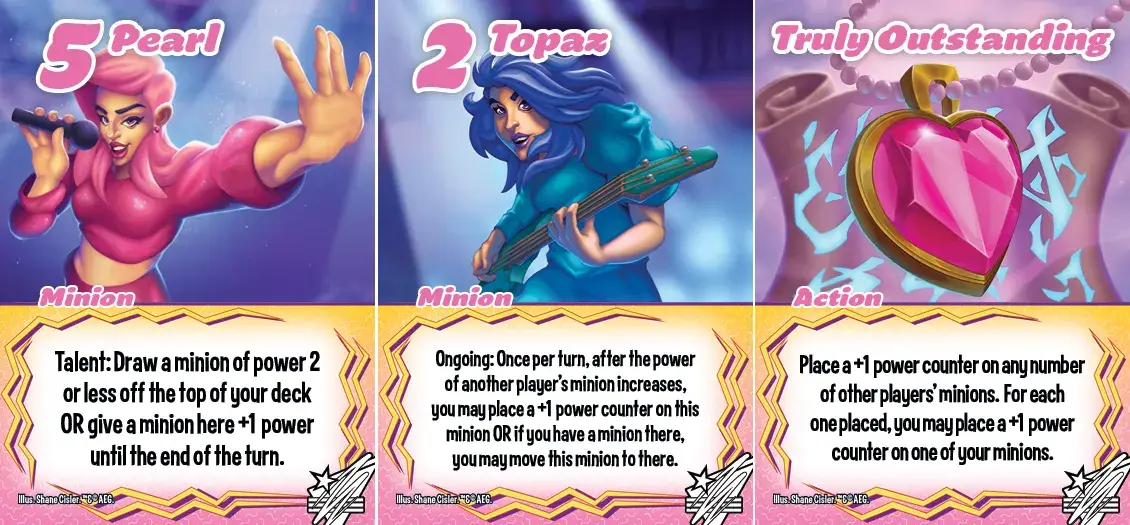 5 Pearl
Minion
Talent: Draw a minion of power 2
or less off the top of your deck
OR give a minion here +1 power
until the end of the turn.
Illus. Shane Cisler. ™&©AEG.
2 Topaz
Minion
Ongoing: Once per turn, after the power
of another player's minion increases,
you may place a +1 power counter on this
minion OR if you have a minion there,
you may move this minion to there.
Illus. Shane Cisler. ™&©AEG.
Truly Outstanding
Action
Place a +1 power counter on any number
of other players' minions. For each
one placed, you may place a +1 power
counter on one of your minions.
Illus. Shane Cisler. ™&©AEG.